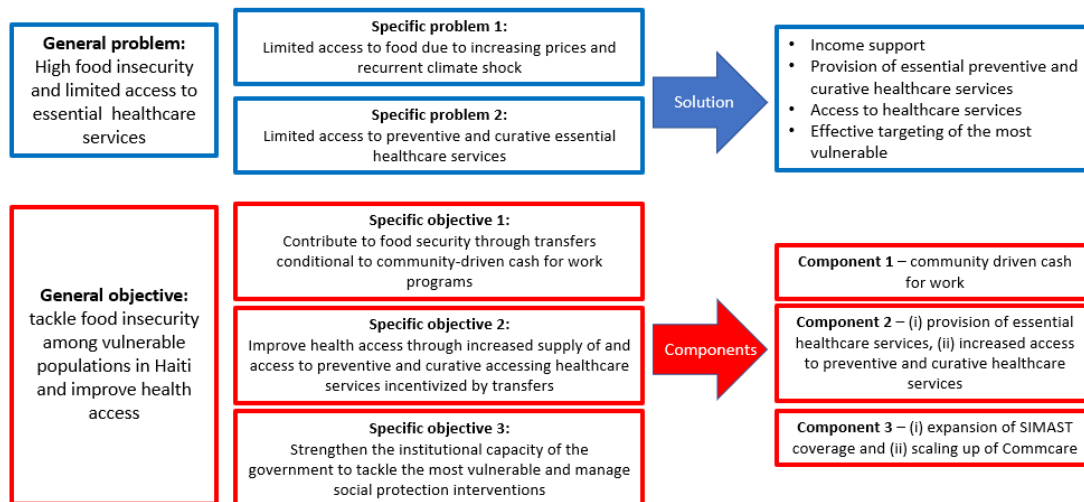 General problem:
High food insecurity
and limited access to
essential healthcare
services
Specific problem 1:
Limited access to food due to increasing prices and
recurrent climate shock
Specific problem 2:
Limited access to preventive and curative essential
healthcare services
Solution
• Income support
• Provision of essential preventive and
curative healthcare services
• Access to healthcare services
• Effective targeting of the most
vulnerable
General objective:
tackle food insecurity
among vulnerable
populations in Haiti
and improve health
access
Specific objective 1:
Contribute to food security through transfers
conditional to community-driven cash for work
programs
Specific objective 2:
Improve health access through increased supply of and
access to preventive and curative accessing healthcare
services incentivized by transfers
Specific objective 3:
Strengthen the institutional capacity of the
government to tackle the most vulnerable and manage
social protection interventions
Components
Component 1 – community driven cash
for work
Component 2 – (i) provision of essential
healthcare services, (ii) increased access
to preventive and curative healthcare
services
Component 3 – (i) expansion of SIMAST
coverage and (ii) scaling up of Commcare